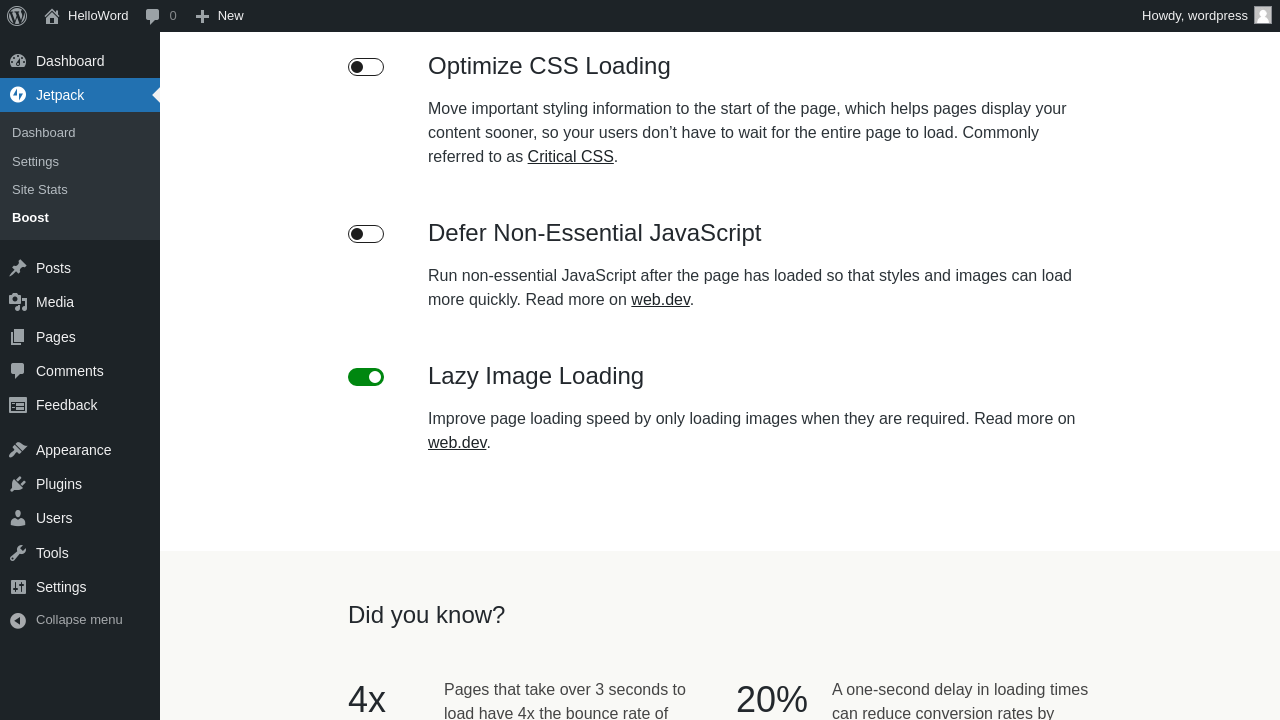 HelloWord
0
New
Howdy, wordpress
Dashboard
Jetpack
Dashboard
Settings
Site Stats
Boost
Posts
Media
Pages
Comments
Feedback
Appearance
Plugins
Users
Tools
Settings
Collapse menu
Optimize CSS Loading
Move important styling information to the start of the page, which helps pages display your
content sooner, so your users don’t have to wait for the entire page to load. Commonly
referred to as Critical CSS.
Defer Non-Essential JavaScript
Run non-essential JavaScript after the page has loaded so that styles and images can load
more quickly. Read more on web.dev.
Lazy Image Loading
Improve page loading speed by only loading images when they are required. Read more on
web.dev.
Did you know?
4x
Pages that take over 3 seconds to
load have 4x the bounce rate of
20%
A one-second delay in loading times
can reduce conversion rates by